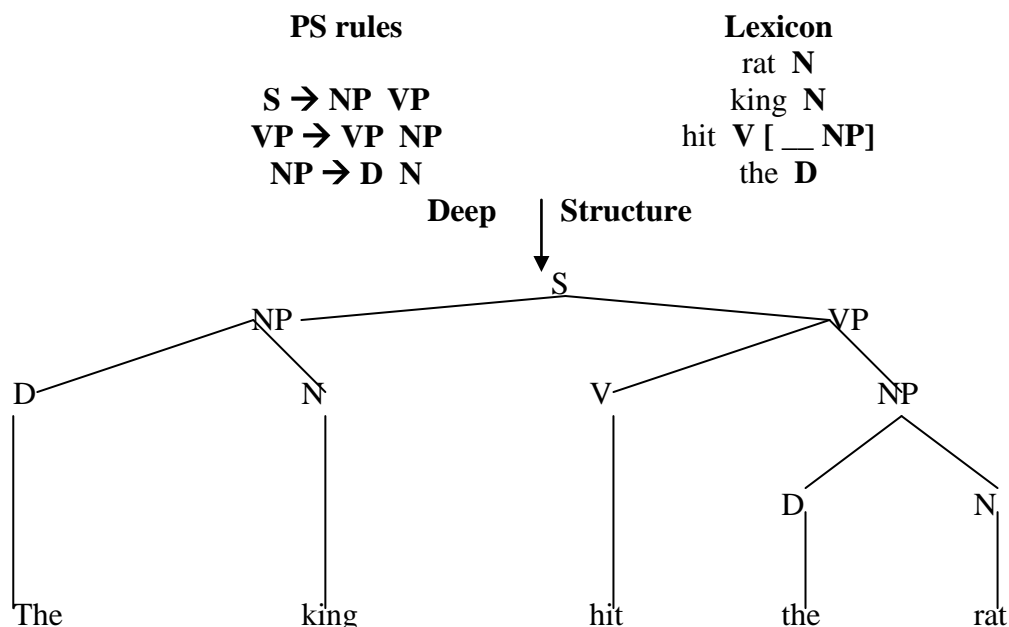 PS rules Lexicon
rat N
S → NP VP king N
VP → VP NP hit V [ __ NP]
NP → D N the D
Deep Structure
S
NP VP
D N V NP
D N
The king hit the rat